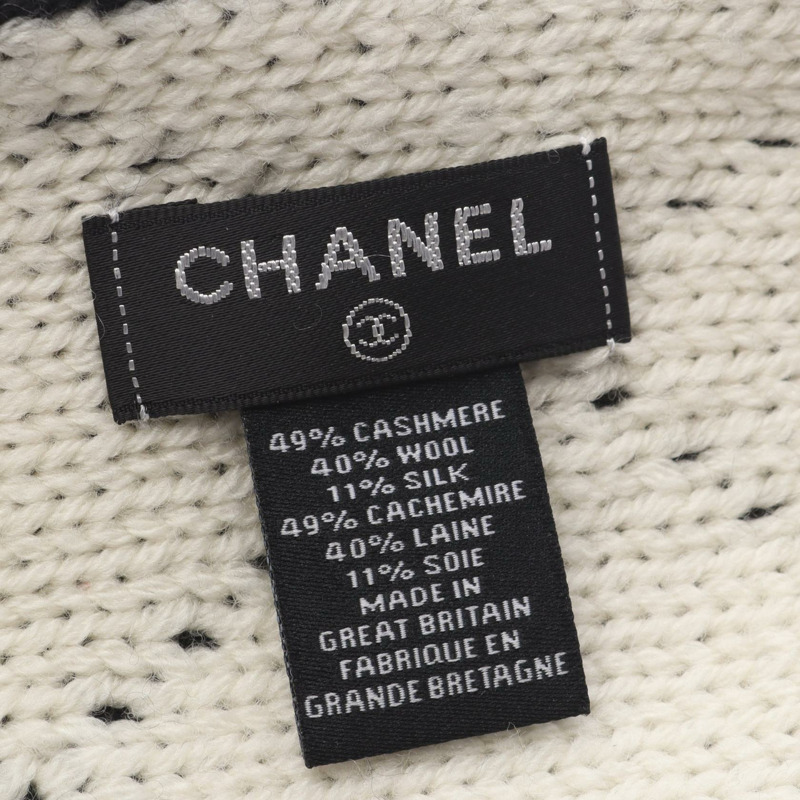 CHANEL
49% CASHMERE
40% WOOL
11% SILK
49% CACHEMIRE
40% LAINE
11% SOIE
MADE IN
GREAT BRITAIN
FABRIQUE EN
GRANDE BRETAGNE